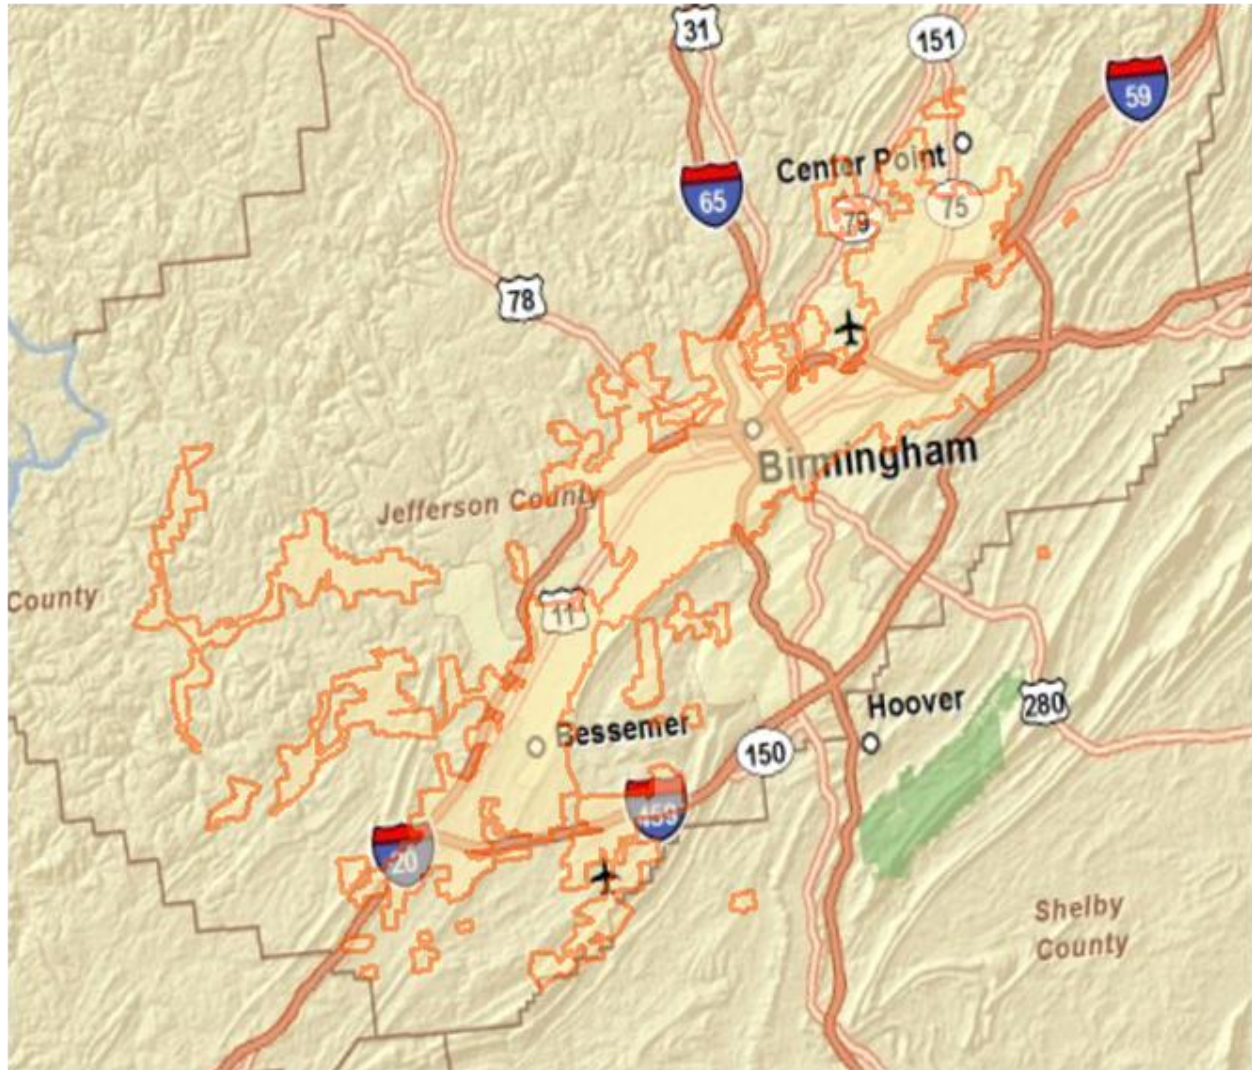 31
151
59
Center Point
65
79
75
78
Birmingham
Jefferson County
County
11
Hoover
280
Bessemer
150
459
20
Shelby
County